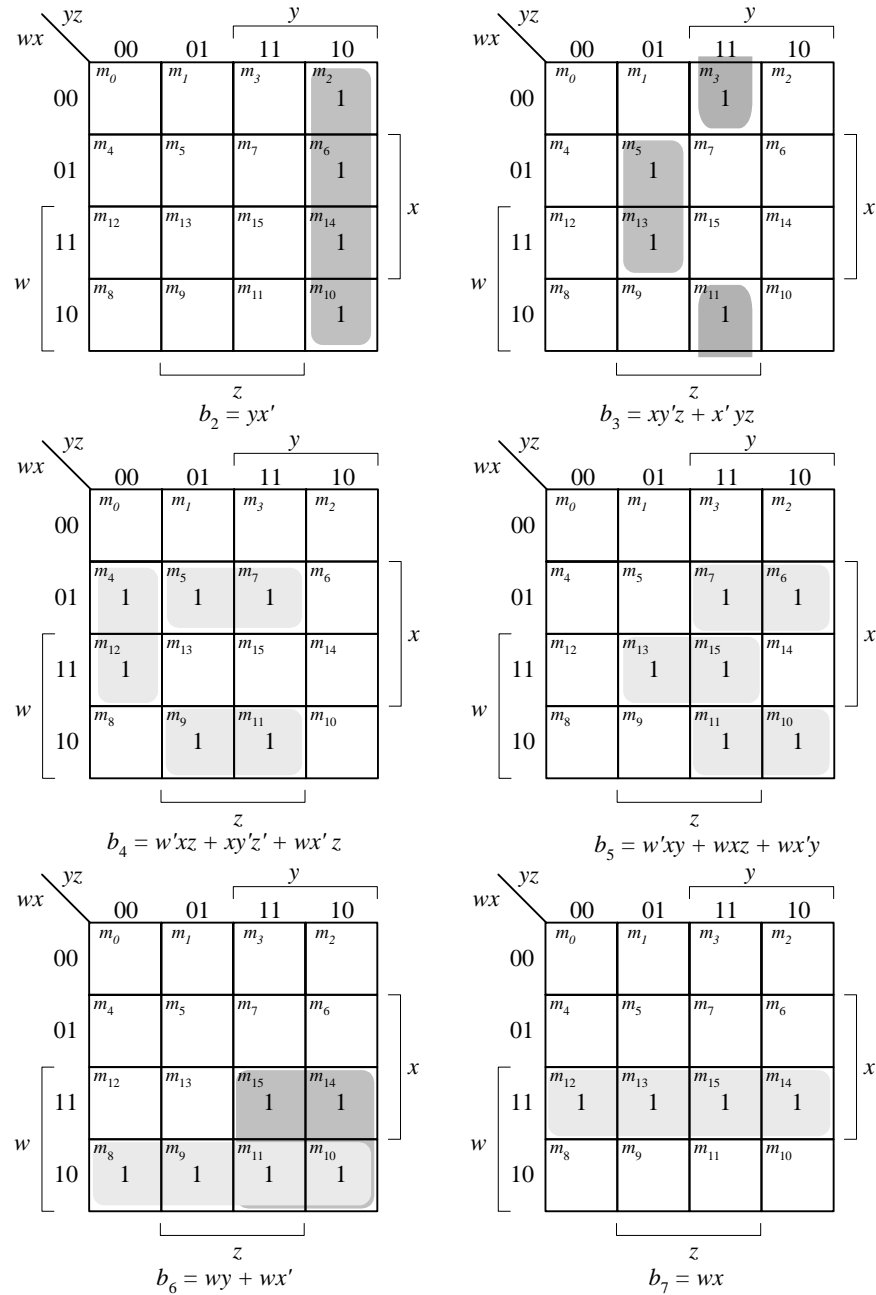 yz
y
wx
00 01 11 10
m0 m1 m3 m2
00 1
m4 m5 m7 m6
01 1
x
m12 m13 m15 m14
11 1
w
m8 m9 m11 m10
10 1
z
b2 = yx′
yz
y
wx
00 01 11 10
m0 m1 m3 m2
00 1
m4 m5 m7 m6
01 1
x
m12 m13 m15 m14
11 1
w
m8 m9 m11 m10
10 1
z
b3 = xy′z + x′ yz
yz
y
wx
00 01 11 10
m0 m1 m3 m2
00
m4 m5 m7 m6
01 1 1 1
x
m12 m13 m15 m14
11 1
w
m8 m9 m11 m10
10 1 1
z
b4 = w′xz + xy′z′ + wx′ z
yz
y
wx
00 01 11 10
m0 m1 m3 m2
00
m4 m5 m7 m6
01 1 1
x
m12 m13 m15 m14
11 1 1
w
m8 m9 m11 m10
10 1 1
z
b5 = w′xy + wxz + wx′y
yz
y
wx
00 01 11 10
m0 m1 m3 m2
00
m4 m5 m7 m6
01
x
m12 m13 m15 m14
11 1 1
w
m8 m9 m11 m10
10 1 1 1 1
z
b6 = wy + wx′
yz
y
wx
00 01 11 10
m0 m1 m3 m2
00
m4 m5 m7 m6
01
x
m12 m13 m15 m14
11 1 1 1 1
w
m8 m9 m11 m10
10
z
b7 = wx